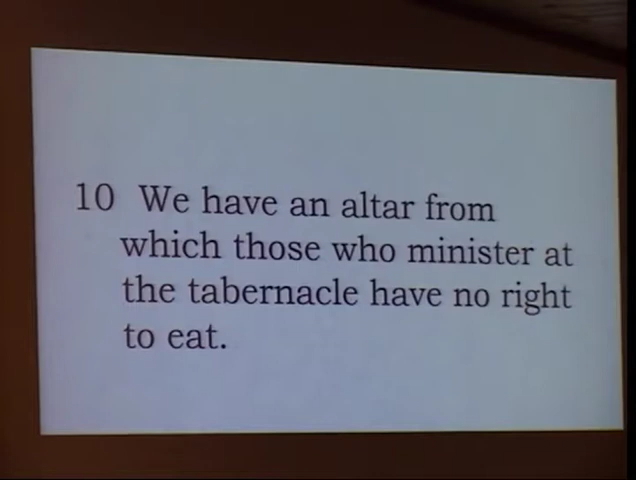 10 We have an altar from
which those who minister at
the tabernacle have no right
to eat.